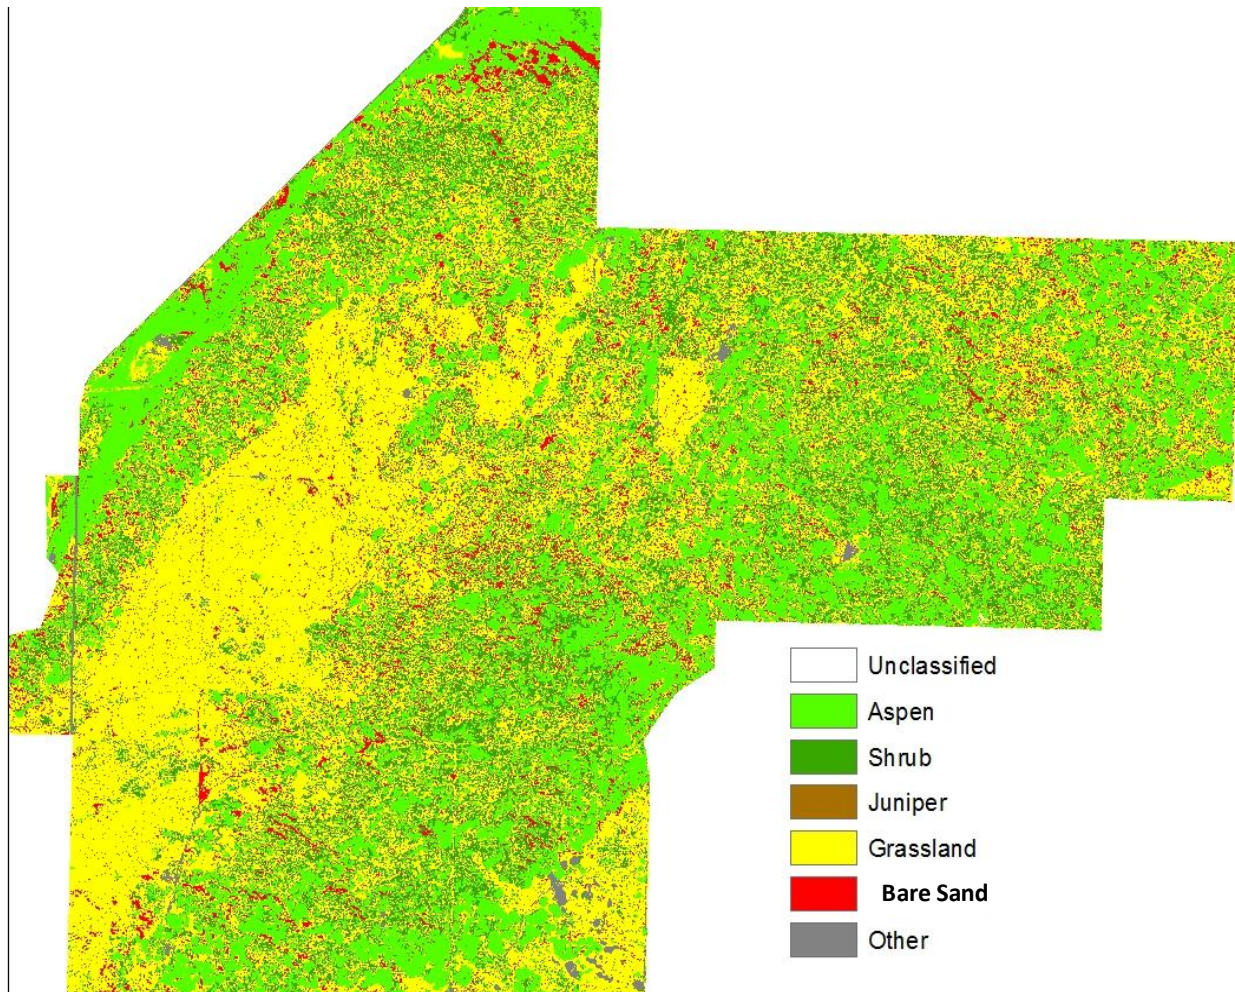 Unclassified
Aspen
Shrub
Juniper
Grassland
Bare Sand
Other